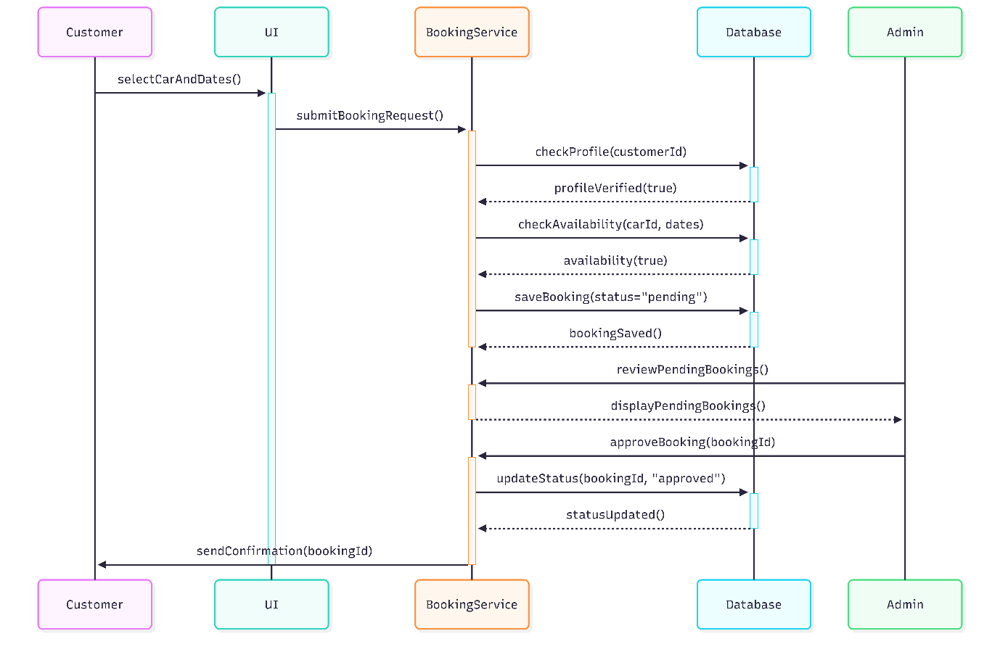 Customer
UI
BookingService
Database
Admin
selectCarAndDates()
submitBookingRequest()
checkProfile(customerId)
profileVerified(true)
checkAvailability(carId, dates)
availability(true)
saveBooking(status="pending")
bookingSaved()
reviewPendingBookings()
displayPendingBookings()
approveBooking(bookingId)
updateStatus(bookingId, "approved")
statusUpdated()
sendConfirmation(bookingId)
Customer
UI
BookingService
Database
Admin